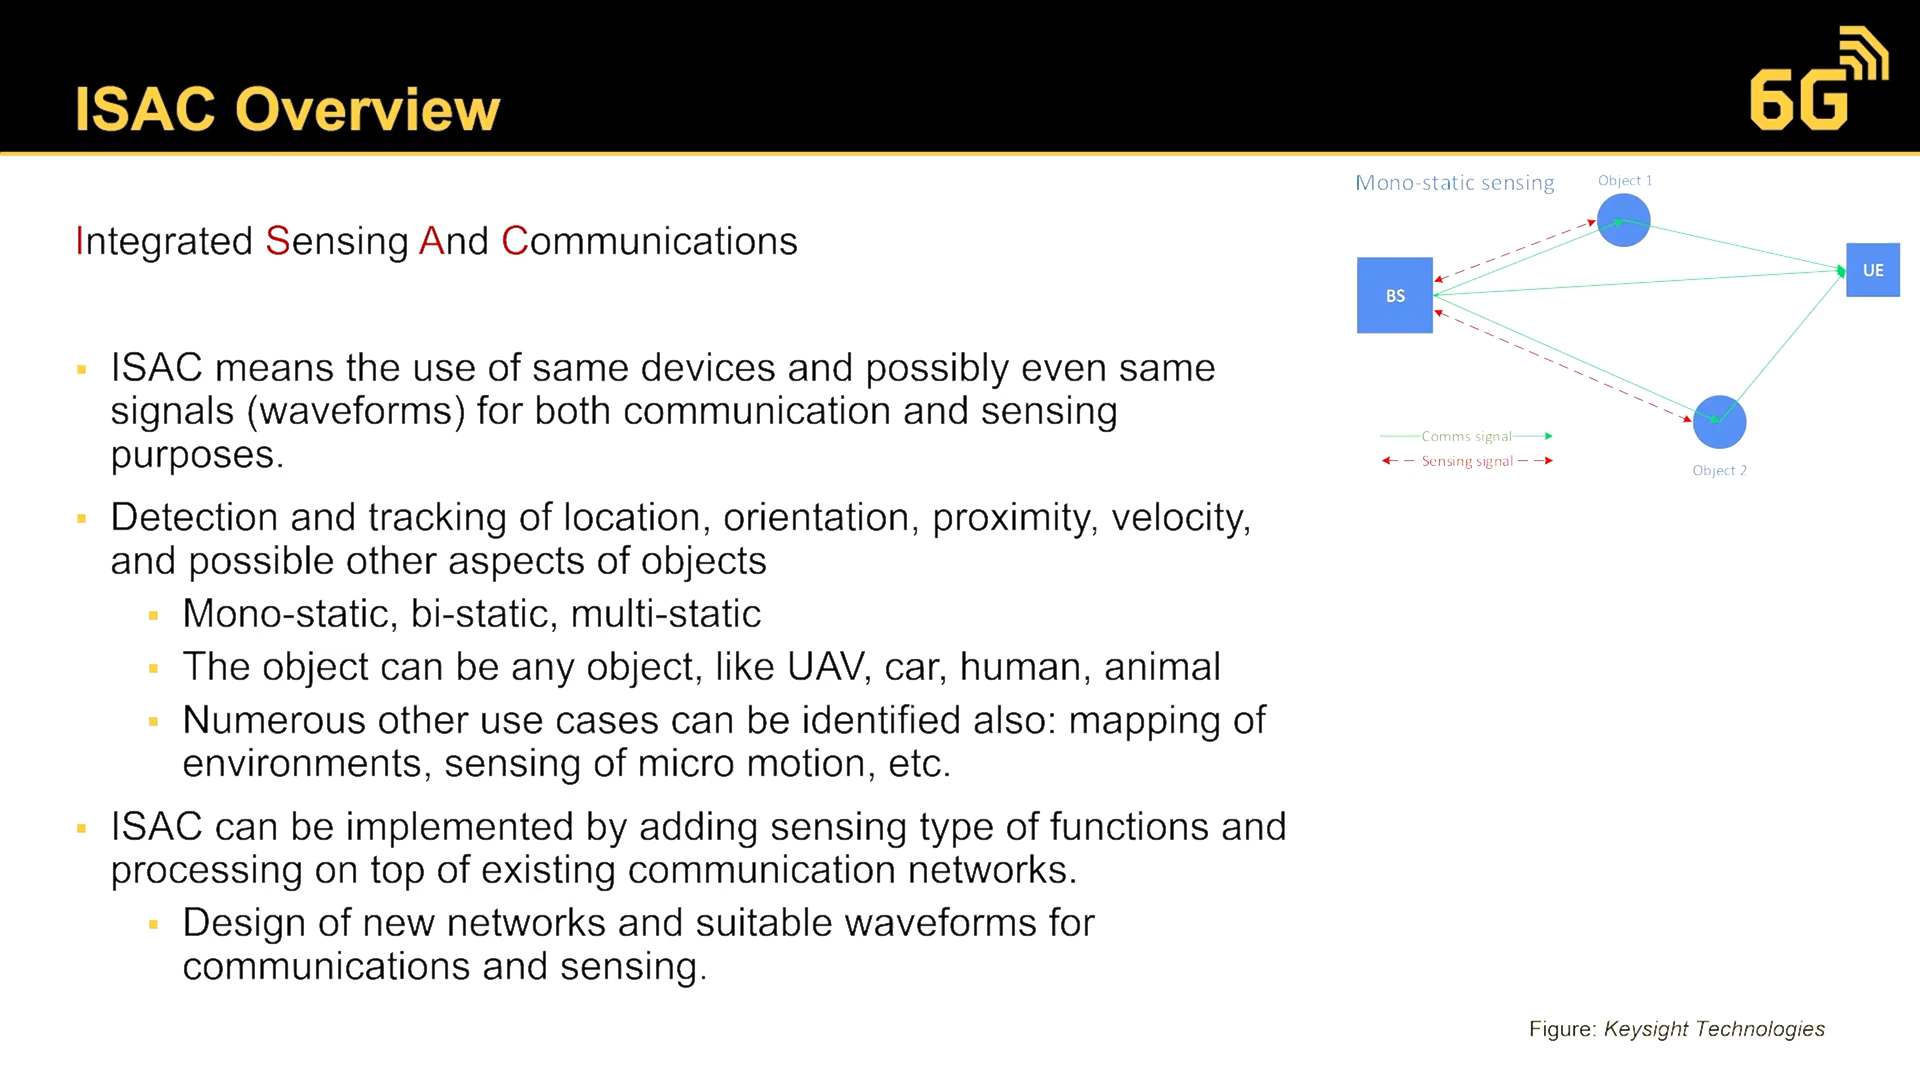 ISAC Overview
6G
Integrated Sensing And Communications
▪ ISAC means the use of same devices and possibly even same
signals (waveforms) for both communication and sensing
purposes.
▪ Detection and tracking of location, orientation, proximity, velocity,
and possible other aspects of objects
▪ Mono-static, bi-static, multi-static
▪ The object can be any object, like UAV, car, human, animal
▪ Numerous other use cases can be identified also: mapping of
environments, sensing of micro motion, etc.
▪ ISAC can be implemented by adding sensing type of functions and
processing on top of existing communication networks.
▪ Design of new networks and suitable waveforms for
communications and sensing.
Mono-static sensing
Object 1
BS
UE
Comms signal
Sensing signal
Object 2
Figure: Keysight Technologies